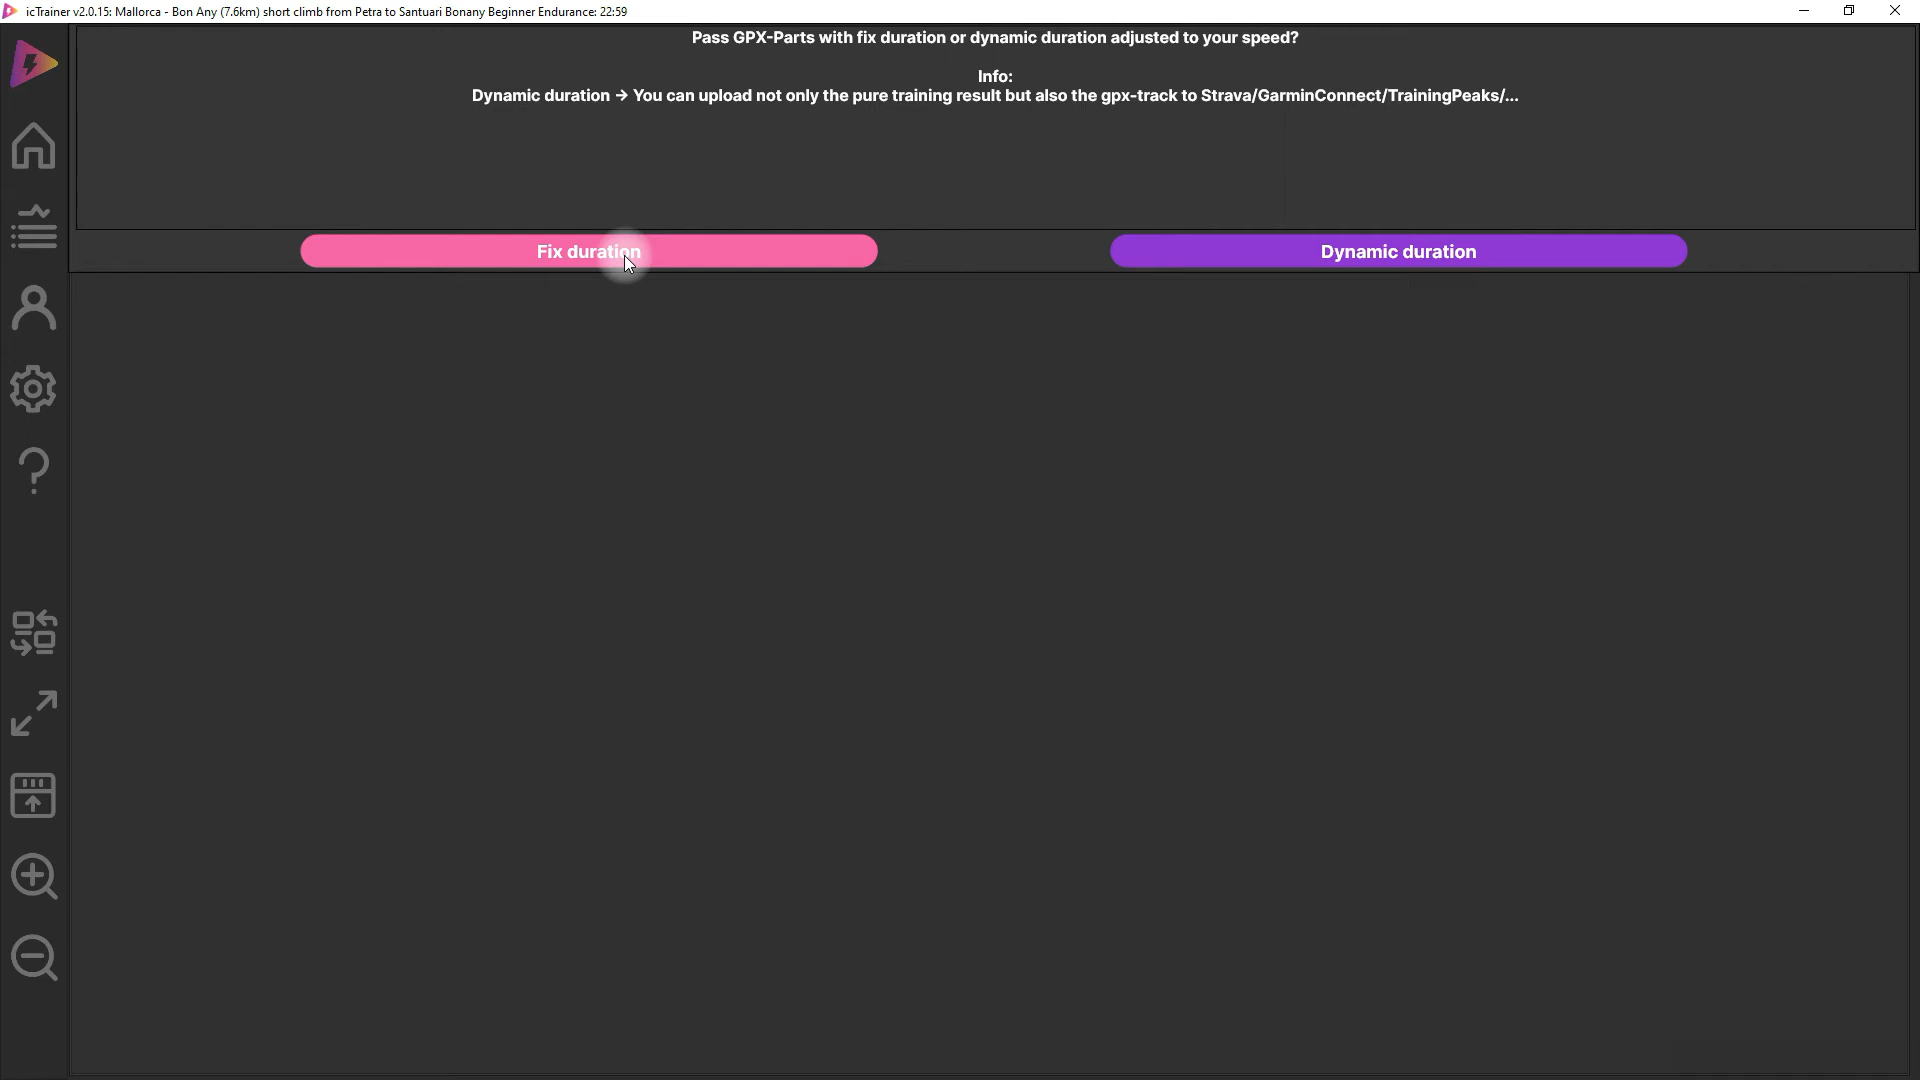 icTrainer v2.0.15: Mallorca - Bon Any (7.6km) short climb from Petra to Santuari Bonany Beginner Endurance: 22:59
Pass GPX-Parts with fix duration or dynamic duration adjusted to your speed?
Info:
Dynamic duration → You can upload not only the pure training result but also the gpx-track to Strava/GarminConnect/TrainingPeaks/...
Fix duration
Dynamic duration